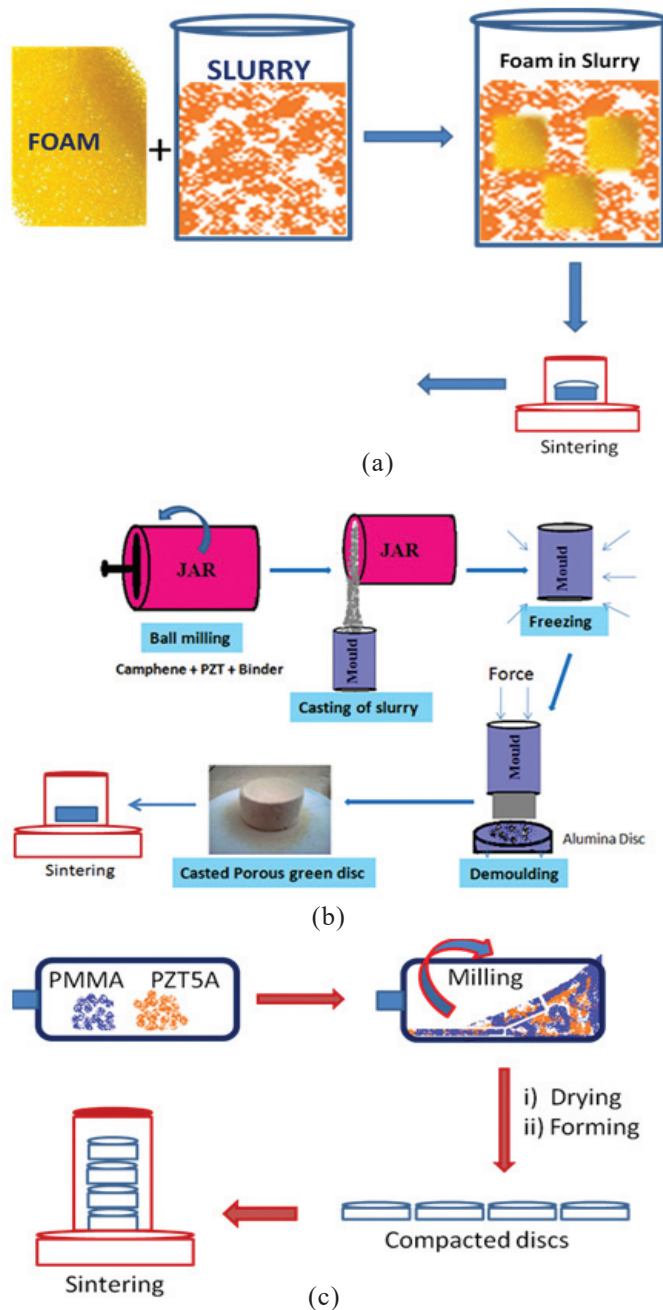 FOAM
+
SLURRY
Foam in Slurry
Sintering
(a)
JAR
Ball milling
Camphene + PZT + Binder
JAR
Mould
Casting of slurry
Mould
Freezing
Force
Mould
Alumina Disc
Demoulding
Casted Porous green disc
Sintering
(b)
PMMA PZT5A
Milling
i) Drying
ii) Forming
Compacted discs
Sintering
(c)